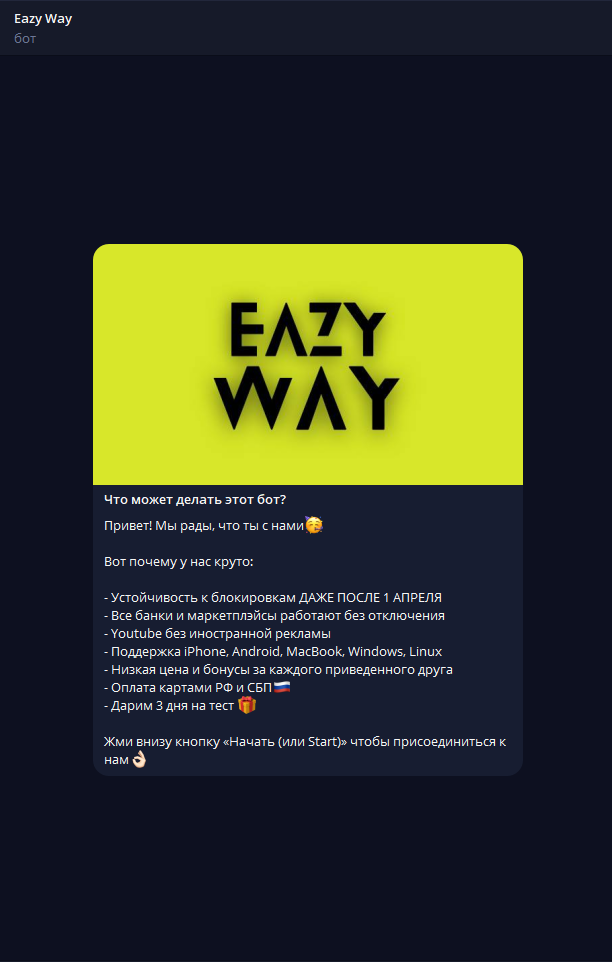 Eazy Way
бот
EAZY
WAY
Что может делать этот бот?
Привет! Мы рады, что ты с нами🥳
Вот почему у нас круто:
- Устойчивость к блокировкам ДАЖЕ ПОСЛЕ 1 АПРЕЛЯ
- Все банки и маркетплэйсы работают без отключения
- Youtube без иностранной рекламы
- Поддержка iPhone, Android, MacBook, Windows, Linux
- Низкая цена и бонусы за каждого приведенного друга
- Оплата картами РФ и СБП🇷🇺
- Дарим 3 дня на тест 🎁
Жми внизу кнопку «Начать (или Start)» чтобы присоединиться к
нам👌🏻